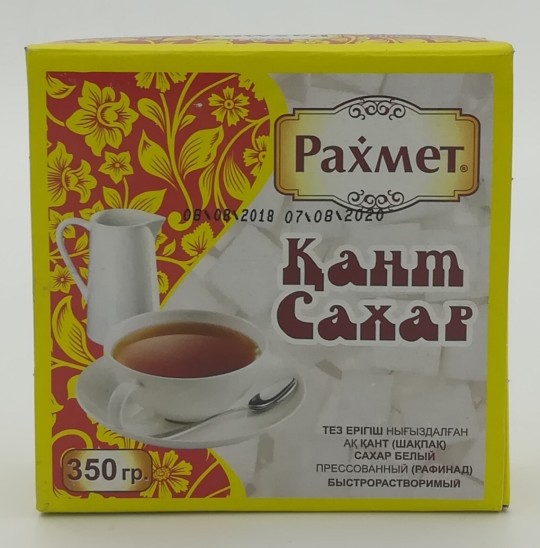 Рахмет®
08\08\2018 07\08\2020
Қант
Сахар
ТЕЗ ЕРІГІШ НЫҒЫЗДАЛҒАН
АҚ ҚАНТ (ШАҚПАҚ)
САХАР БЕЛЫЙ
ПРЕССОВАННЫЙ (РАФИНАД)
БЫСТРОРАСТВОРИМЫЙ
350 гр.